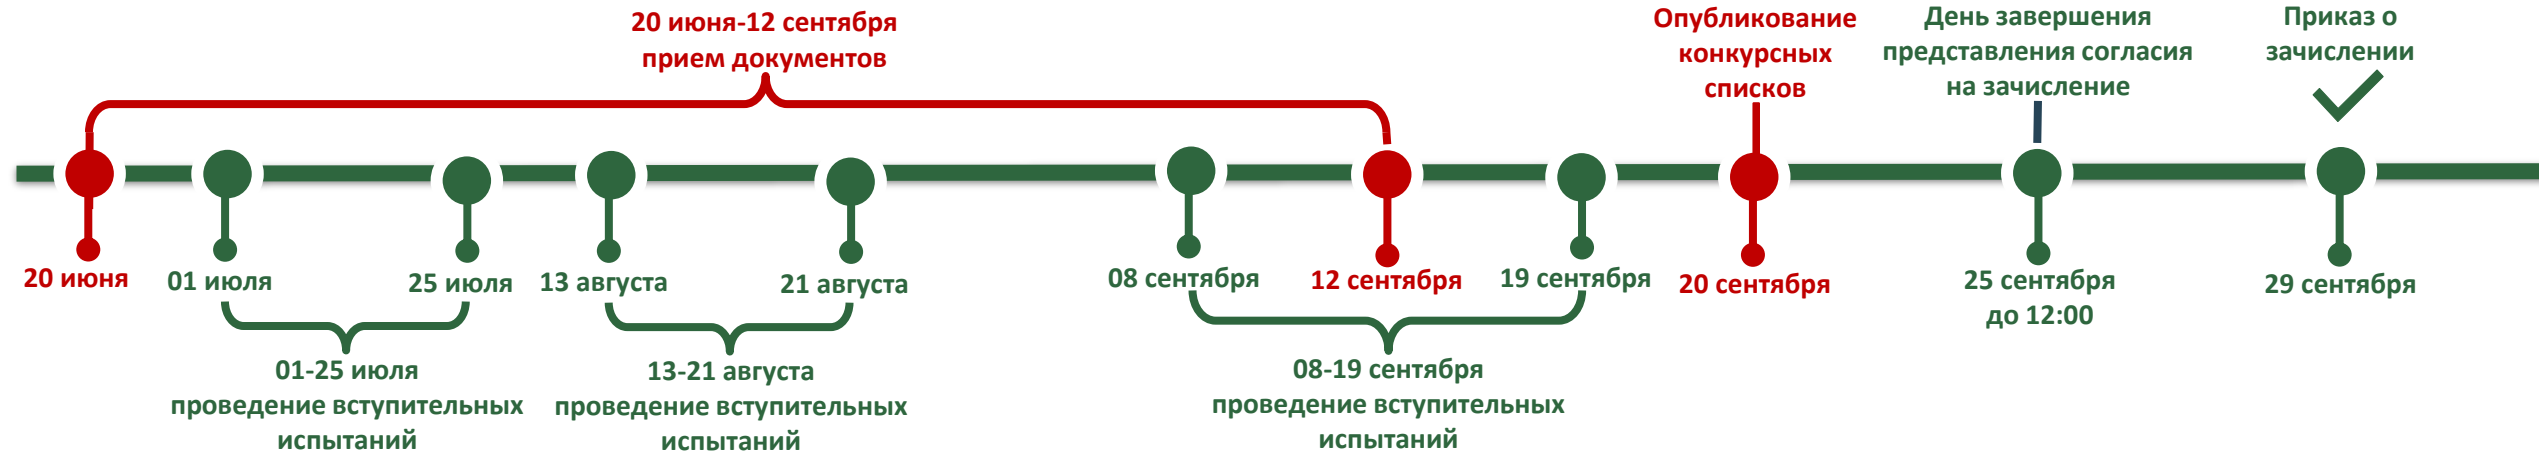 20 июня-12 сентября
прием документов
Опубликование
конкурсных
списков
День завершения
представления согласия
на зачисление
Приказ о
зачислении
20 июня
01 июля
25 июля
13 августа
21 августа
08 сентября
12 сентября
19 сентября
20 сентября
25 сентября
до 12:00
29 сентября
01-25 июля
проведение вступительных
испытаний
13-21 августа
проведение вступительных
испытаний
08-19 сентября
проведение вступительных
испытаний